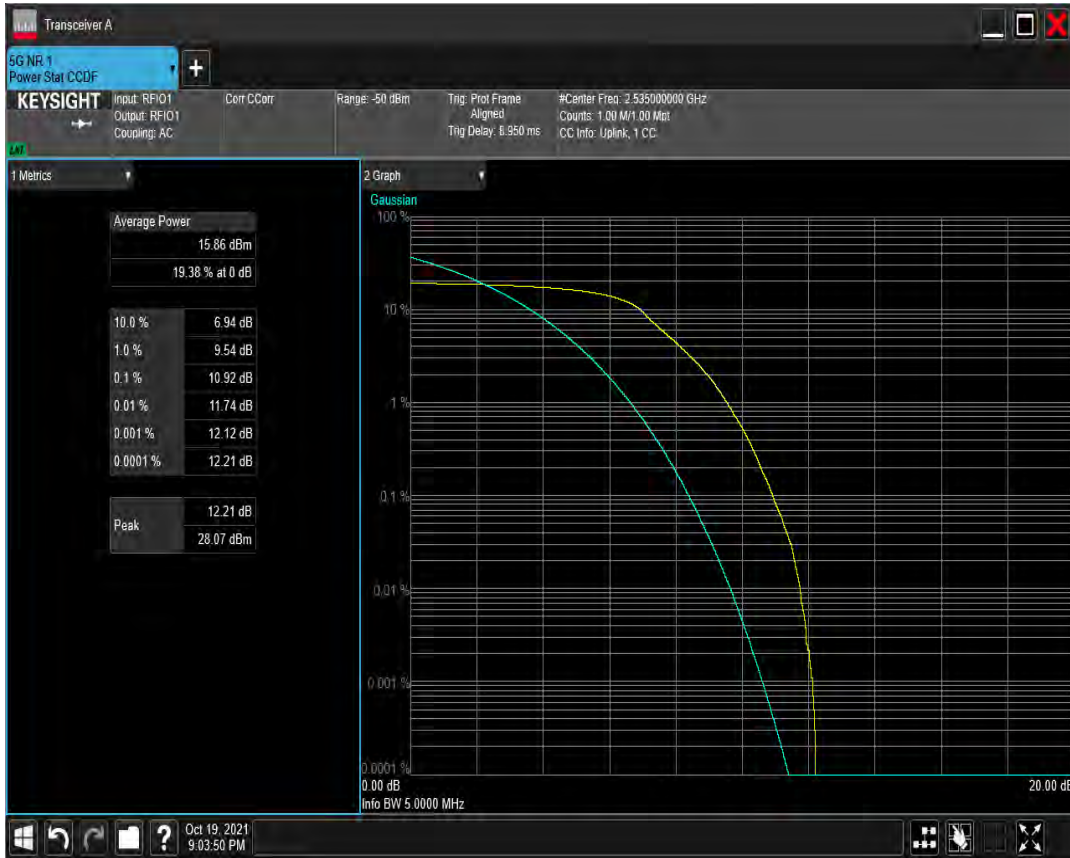 Transceiver A
5G NR 1
Power Stat CCDF
+
KEYSIGHT
Input: RFIO1
Output: RFIO1
Coupling: AC
Corr CCorr
Range: -50 dBm
Trig: Prot Frame
Aligned
Trig Delay: 8.950 ms
#Center Freq: 2.535000000 GHz
Counts: 1.00 M/1.00 Mpt
CC Info: Uplink, 1 CC
1 Metrics
Average Power
15.86 dBm
19.38 % at 0 dB
10.0 % 6.94 dB
1.0 % 9.54 dB
0.1 % 10.92 dB
0.01 % 11.74 dB
0.001 % 12.12 dB
0.0001 % 12.21 dB
Peak 12.21 dB
28.07 dBm
2 Graph
Gaussian
100 %
10 %
1 %
0.1 %
0.01 %
0.001 %
0.0001 %
0.00 dB
20.00 dB
Info BW 5.0000 MHz
?
Oct 19, 2021
9:03:50 PM